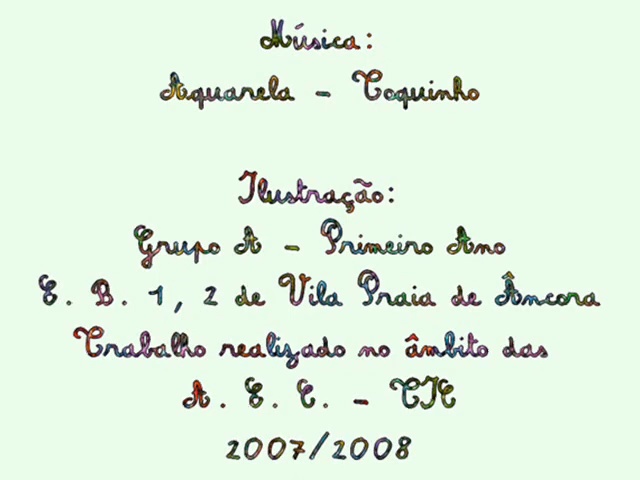 Música:
Aquarela - Toquinho
Ilustração:
Grupo A - Primeiro Ano
E. B. 1, 2 de Vila Praia de Âncora
Trabalho realizado no âmbito das
A. E. C. - TIC
2007/2008